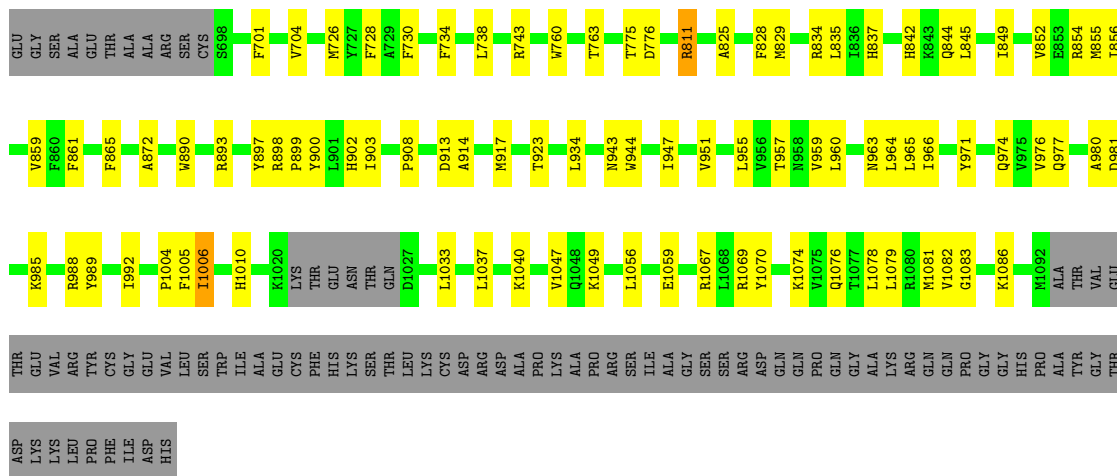 GLU GLY SER ALA GLU THR ALA ALA ARG SER CYS S698 F701 V704 M726 Y727 F728 A729 F730 F734 L738 R743 W760 T763 T775 D776 R811 A825 F828 M829 R834 L835 I836 H837 H842 K843 Q844 L845 I849 V852 E853 R854 M855 I856
V859 F860 F861 F865 A872 W890 R893 Y897 R898 P899 Y900 L901 H902 I903 P908 D913 A914 M917 T923 L934 N943 W944 I947 V951 L955 V956 T957 N958 V959 L960 N963 L964 L965 I966 Y971 Q974 V975 V976 Q977 A980 D981
K985 R988 Y989 I992 P1004 F1005 I1006 H1010 K1020 LYS THR GLU ASN THR GLN D1027 L1033 L1037 K1040 V1047 Q1048 K1049 L1056 E1059 R1067 L1068 R1069 Y1070 K1074 V1075 Q1076 T1077 L1078 L1079 R1080 M1081 V1082 G1083 K1086 M1092 ALA THR VAL GLU
THR GLU VAL ARG TYR CYS GLY GLU VAL LEU SER TRP ILE ALA GLU CYS PHE HIS LYS SER THR LEU LYS CYS ASP ARG ASP ALA PRO LYS ALA PRO ARG SER ILE ALA GLY SER SER ARG ASP GLN GLN PRO GLN GLY ALA LYS ARG GLN GLN PRO GLY GLY HIS PRO ALA TYR GLY THR
ASP LYS LYS LEU PRO PHE ILE ASP HIS